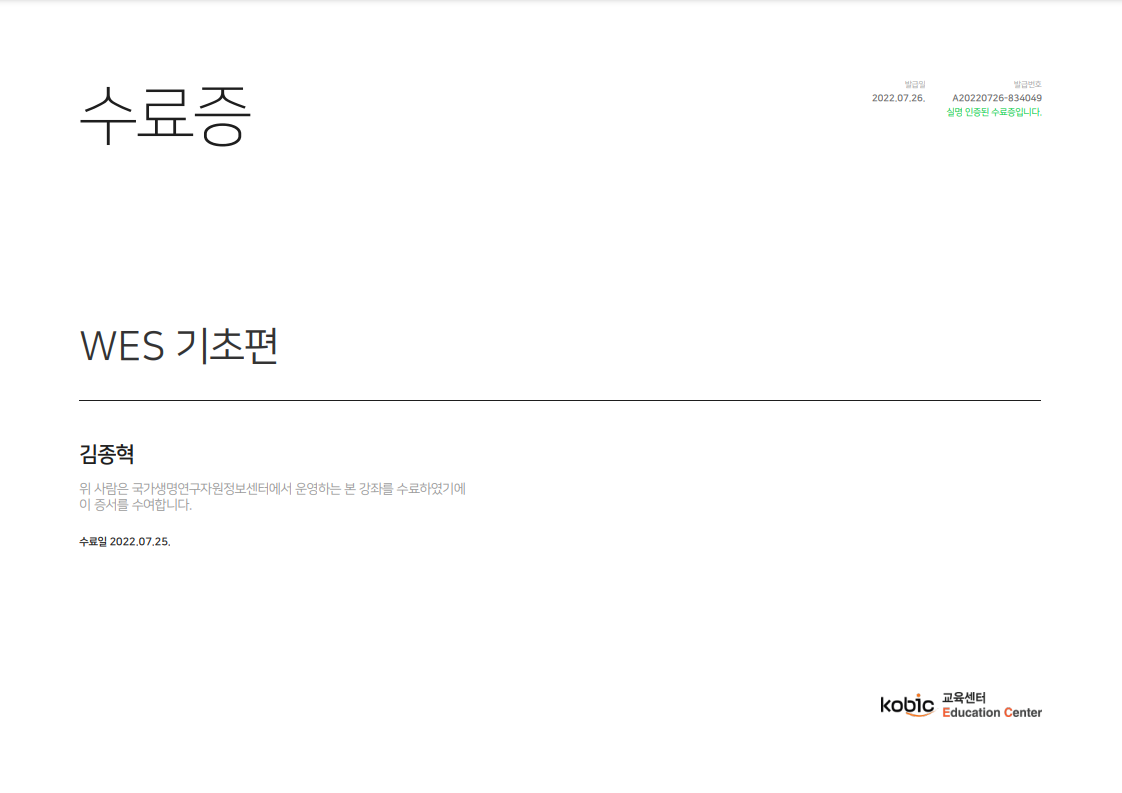 수료증
발급일
2022.07.26.
발급번호
A20220726-834049
실명 인증된 수료증입니다.
WES 기초편
김종혁
위 사람은 국가생명연구자원정보센터에서 운영하는 본 강좌를 수료하였기에
이 증서를 수여합니다.
수료일 2022.07.25.
kobic 교육센터
Education Center